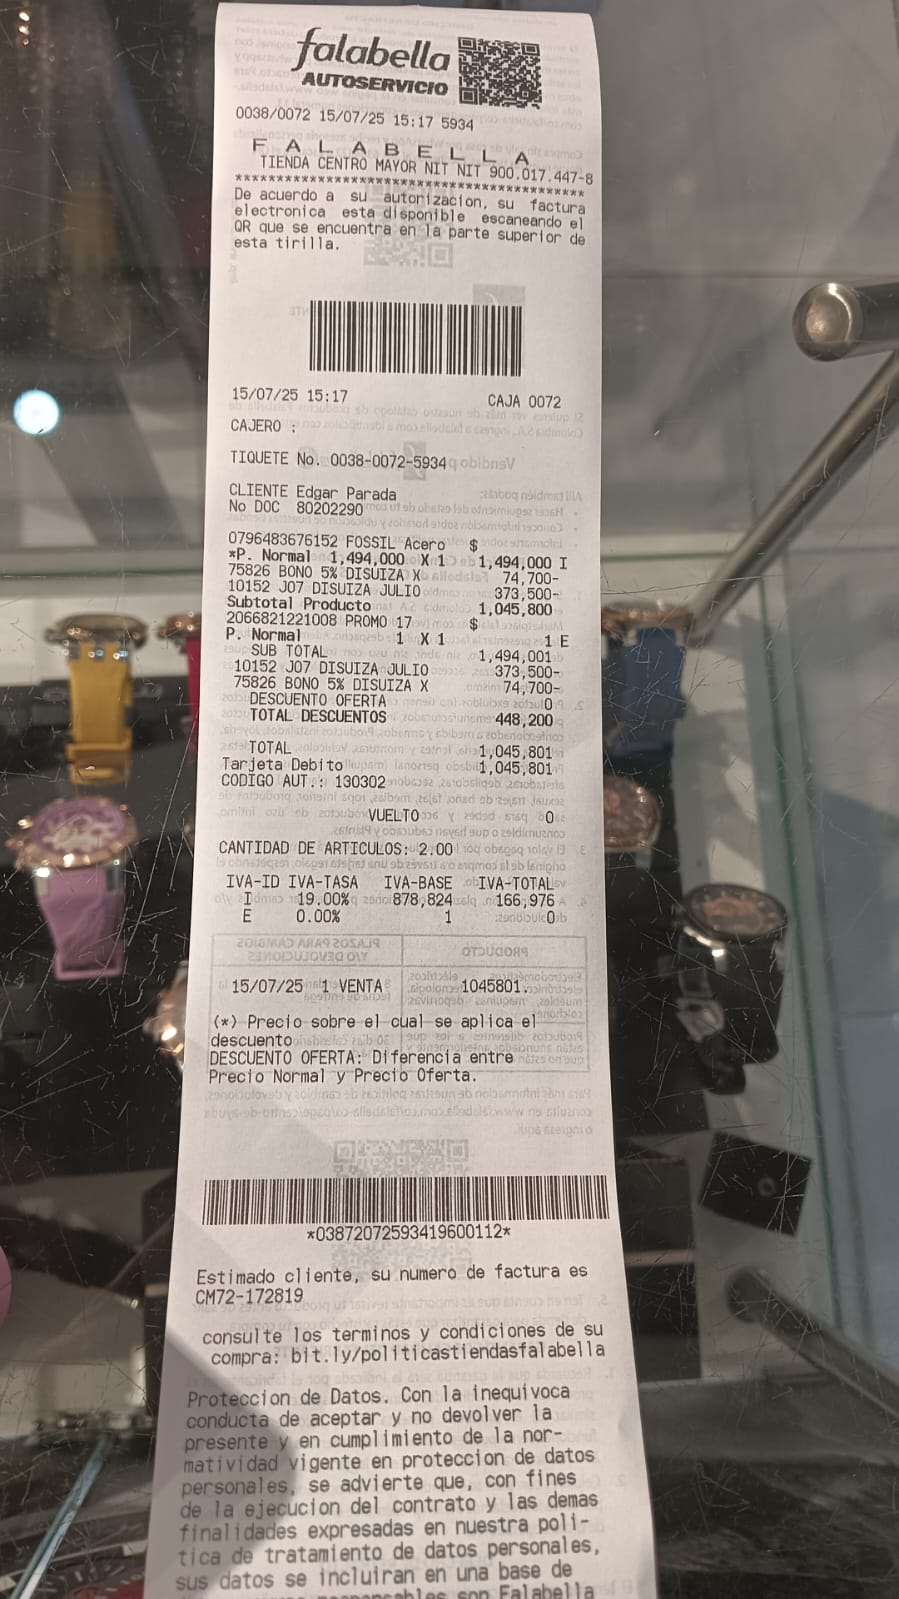 falabella
AUTOSERVICIO
0038/0072 15/07/25 15:17 5934
F A L A B E L L A
TIENDA CENTRO MAYOR NIT NIT 900.017.447-8
******************************************
De acuerdo a su autorizacion, su factura
electronica esta disponible escaneando el
QR que se encuentra en la parte superior de
esta tirilla.
15/07/25 15:17 CAJA 0072
CAJERO :
TIQUETE No. 0038-0072-5934
CLIENTE Edgar Parada
No DOC 80202290
0796483676152 FOSSIL Acero $
*P. Normal 1,494,000 X 1 1,494,000 I
75826 BONO 5% DISUIZA X 74,700-
10152 J07 DISUIZA JULIO 373,500-
Subtotal Producto 1,045,800
2066821221008 PROMO 17 $
P. Normal 1 X 1 1 E
SUB TOTAL 1,494,001
10152 J07 DISUIZA JULIO 373,500-
75826 BONO 5% DISUIZA X 74,700-
DESCUENTO OFERTA 0
TOTAL DESCUENTOS 448,200
TOTAL 1,045,801
Tarjeta Debito 1,045,801
CODIGO AUT.: 130302
VUELTO 0
CANTIDAD DE ARTICULOS: 2.00
IVA-ID IVA-TASA IVA-BASE IVA-TOTAL
I 19.00% 878,824 166,976
E 0.00% 1 0
15/07/25 1 VENTA 1045801.
(*) Precio sobre el cual se aplica el
descuento
DESCUENTO OFERTA: Diferencia entre
Precio Normal y Precio Oferta.
*03872072593419600112*
Estimado cliente, su numero de factura es
CM72-172819
consulte los terminos y condiciones de su
compra: bit.ly/politicastiendasfalabella
Proteccion de Datos. Con la inequivoca
conducta de aceptar y no devolver la
presente y en cumplimiento de la nor-
matividad vigente en proteccion de datos
personales, se advierte que, con fines
de la ejecucion del contrato y las demas
finalidades expresadas en nuestra poli-
tica de tratamiento de datos personales,
sus datos se incluiran en una base de
son Falabella